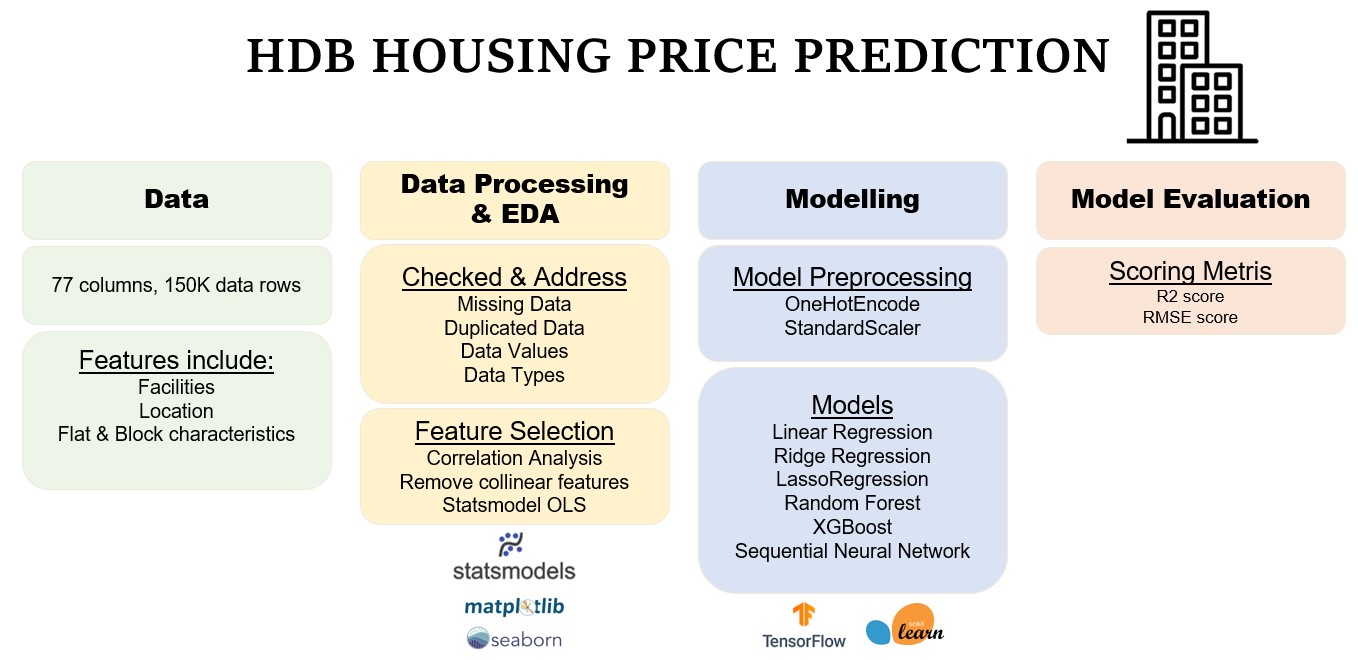 HDB HOUSING PRICE PREDICTION
Data
77 columns, 150K data rows
Features include:
Facilities
Location
Flat & Block characteristics
Data Processing
& EDA
Checked & Address
Missing Data
Duplicated Data
Data Values
Data Types
Feature Selection
Correlation Analysis
Remove collinear features
Statsmodel OLS
statsmodels
matplotlib
seaborn
Modelling
Model Preprocessing
OneHotEncode
StandardScaler
Models
Linear Regression
Ridge Regression
LassoRegression
Random Forest
XGBoost
Sequential Neural Network
TensorFlow
scikit
learn
Model Evaluation
Scoring Metris
R2 score
RMSE score